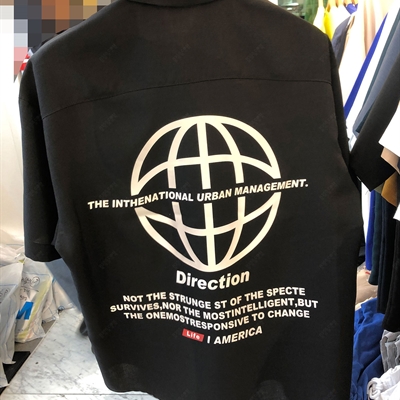 THE INTHENATIONAL URBAN MANAGEMENT.
Direction
NOT THE STRUNGE ST OF THE SPECTE
SURVIVES,NOR THE MOSTINTELLIGENT,BUT
THE ONEMOSTRESPONSIVE TO CHANGE
Life I AMERICA